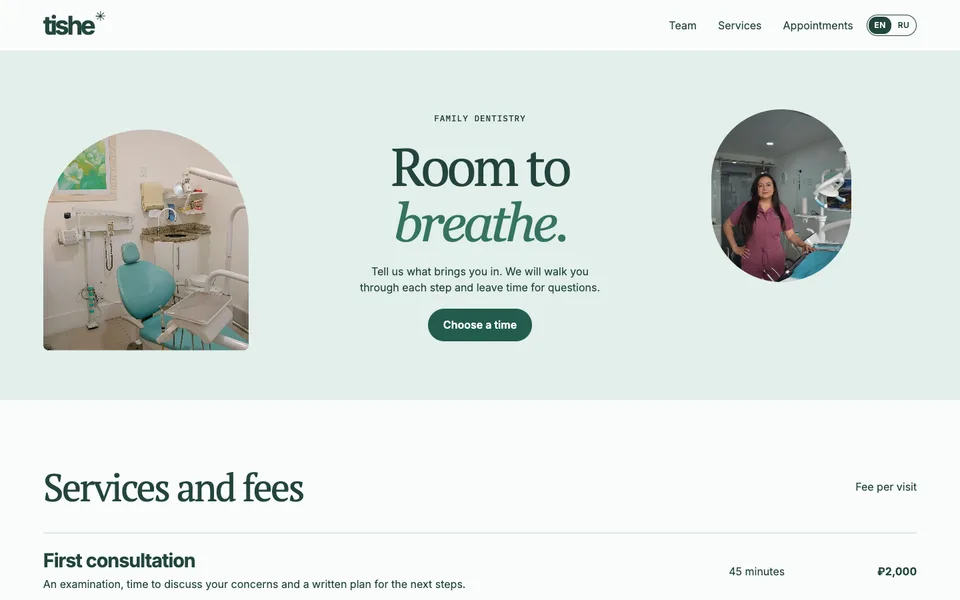 tishe*
Team
Services
Appointments
EN
RU
FAMILY DENTISTRY
Room to
breathe.
Tell us what brings you in. We will walk you
through each step and leave time for questions.
Choose a time
Services and fees
Fee per visit
First consultation
An examination, time to discuss your concerns and a written plan for the next steps.
45 minutes
₽2,000